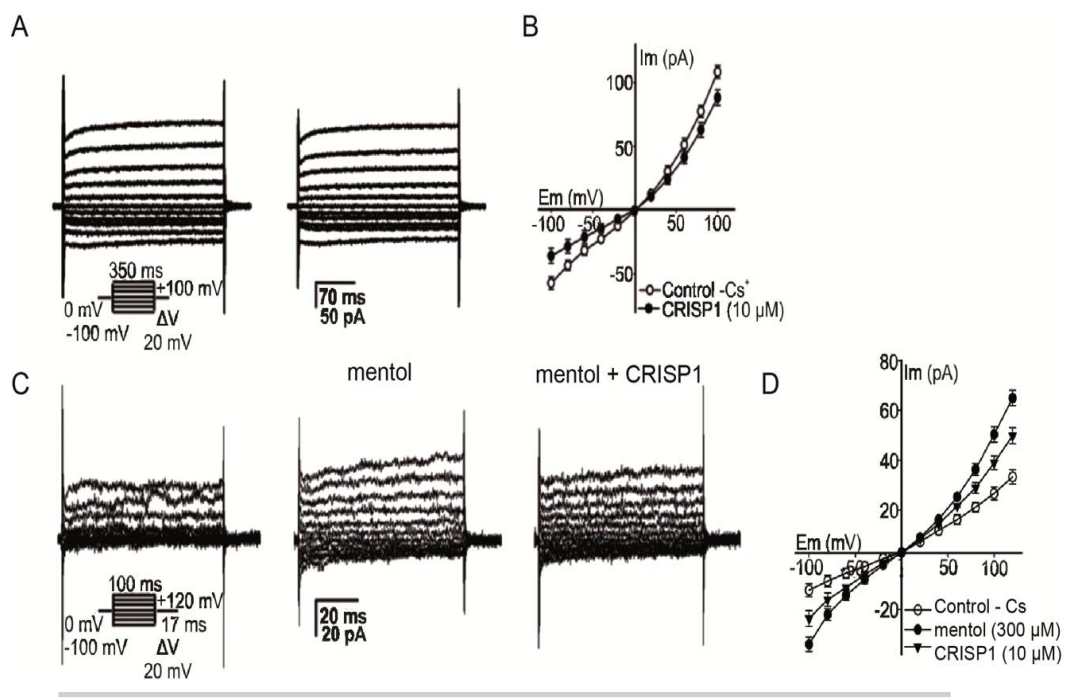 A
350 ms
+100 mV
0 mV
-100 mV
ΔV
20 mV
70 ms
50 pA
B
Im (pA)
100
50
Em (mV)
-100
-50
50
100
-50
Control -Cs⁺
CRISP1 (10 µM)
C
mentol
mentol + CRISP1
100 ms
+120 mV
0 mV
17 ms
-100 mV
ΔV
20 mV
20 ms
20 pA
D
80
Im (pA)
60
40
20
Em (mV)
-100
-50
50
100
-20
Control - Cs
mentol (300 µM)
CRISP1 (10 µM)